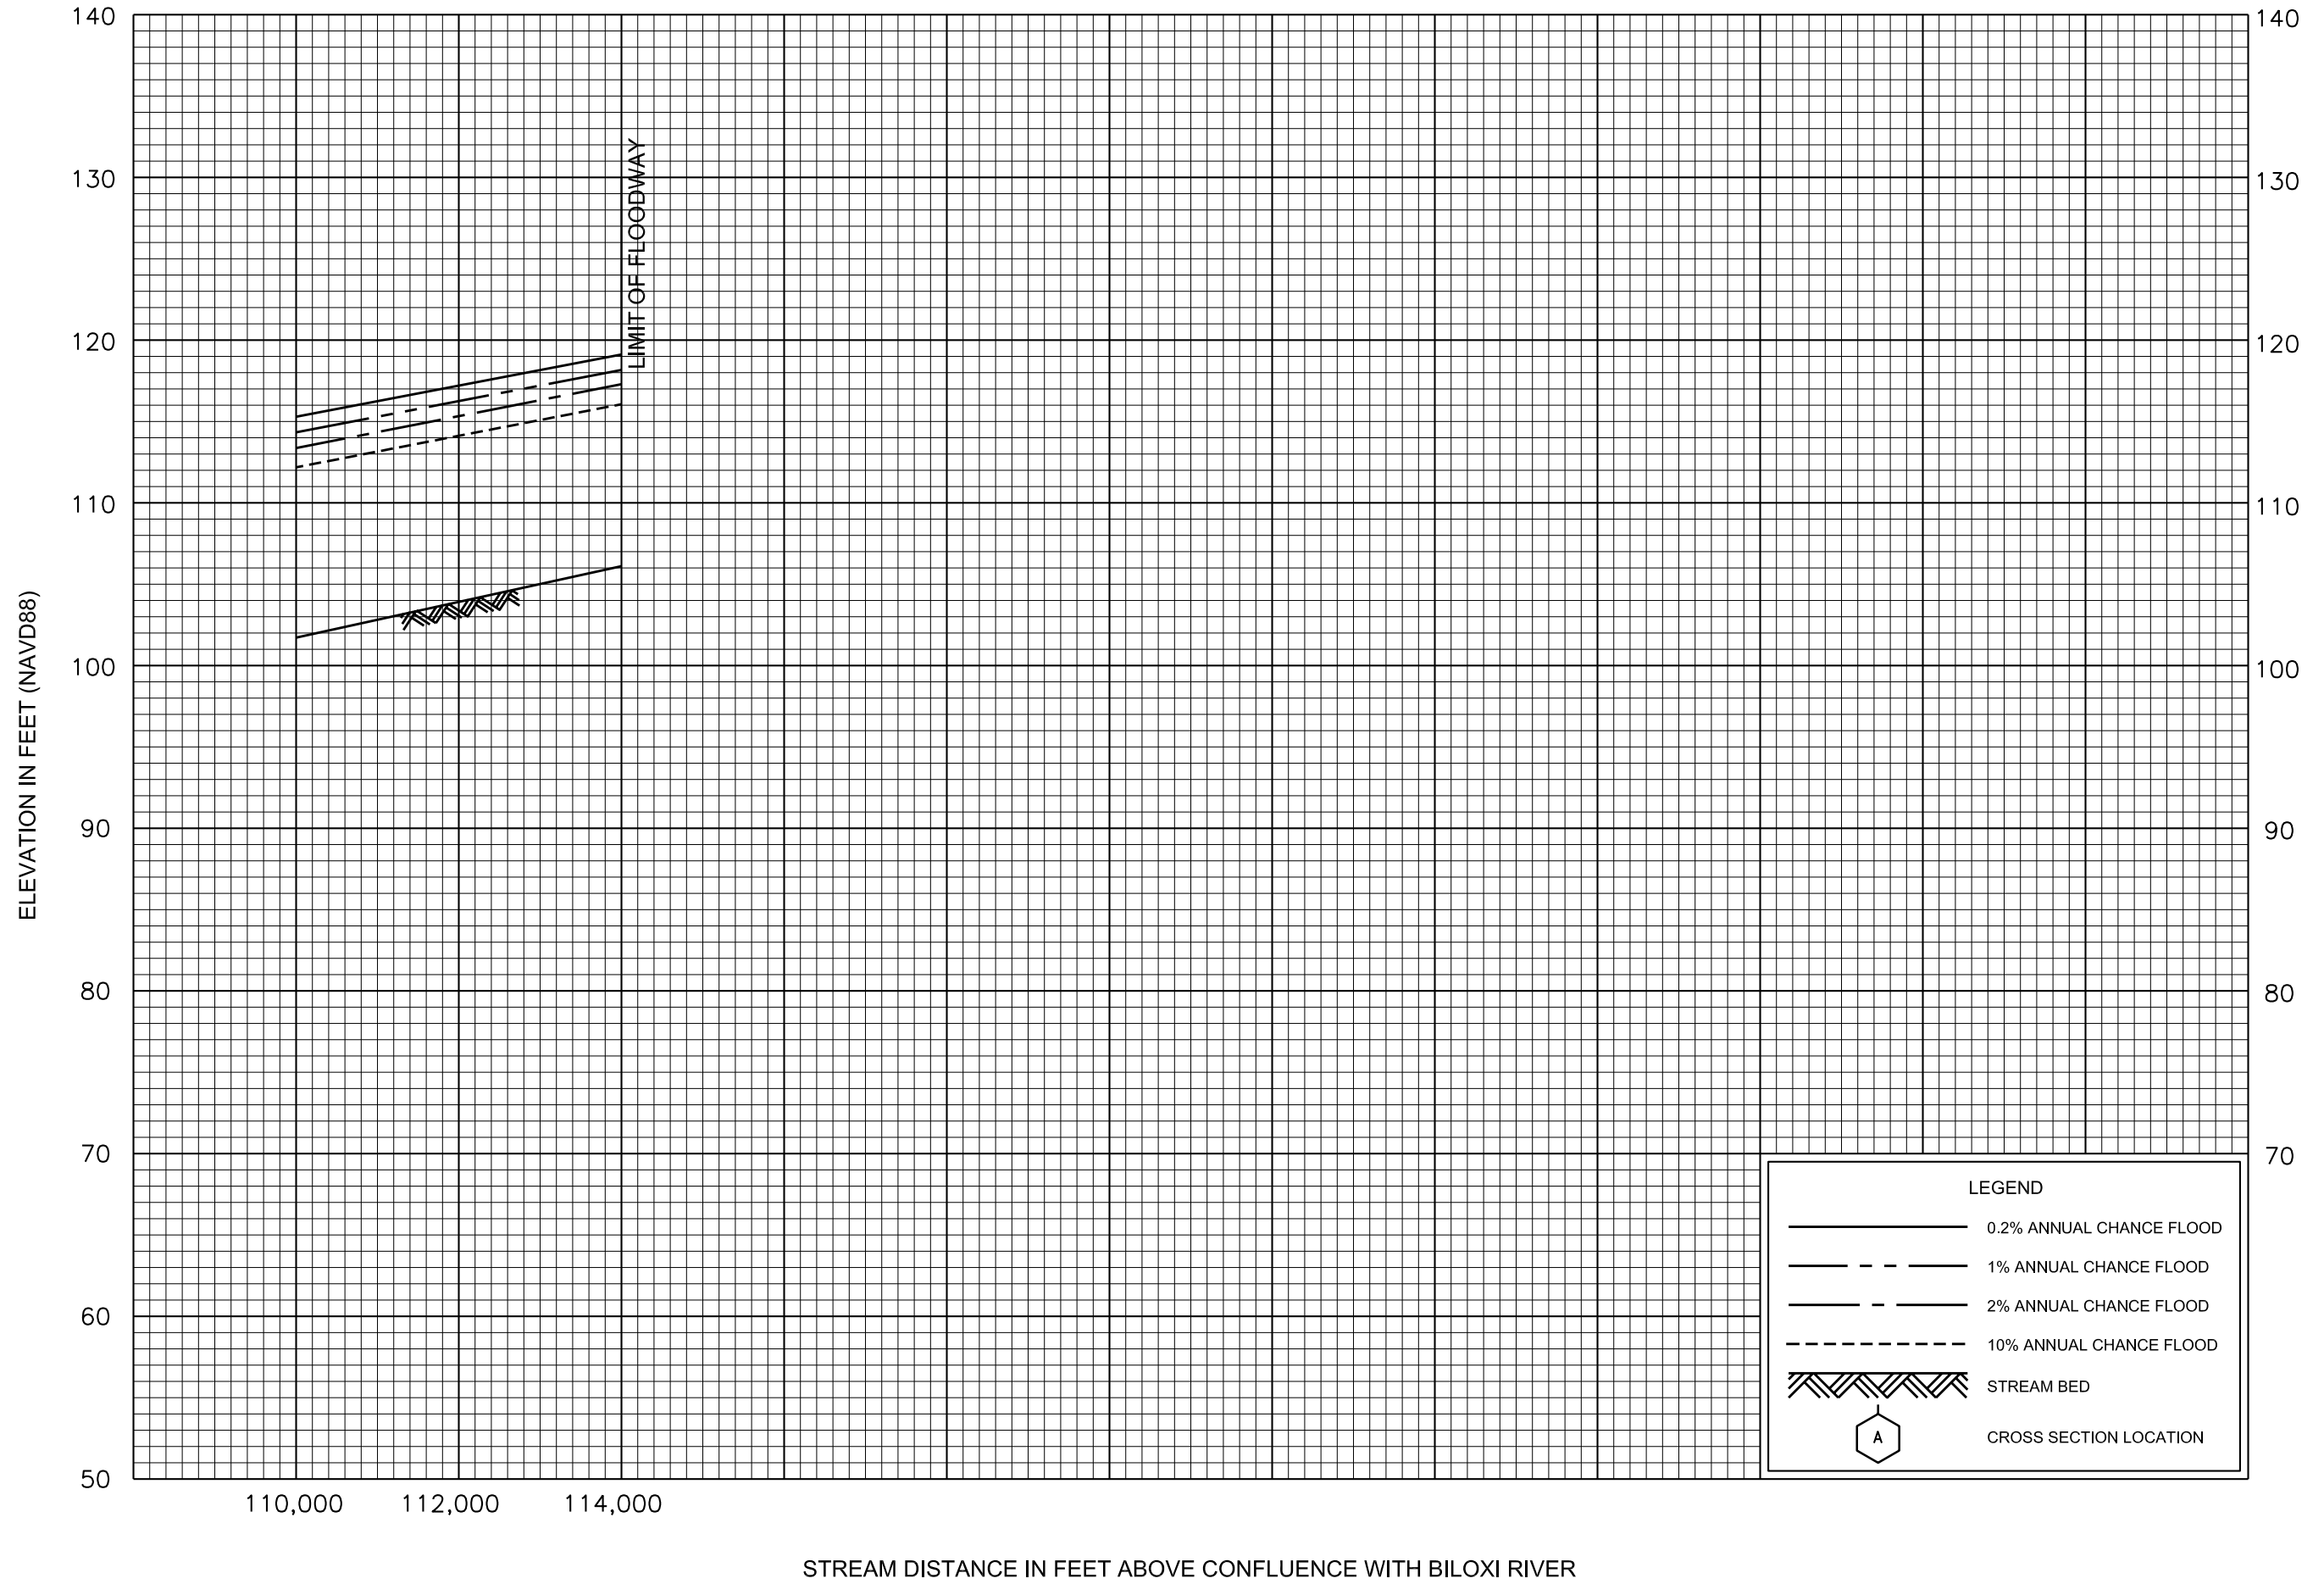 140
130
120
110
100
90
80
70
60
50
ELEVATION IN FEET (NAVD88)
LIMIT OF FLOODWAY
140
130
120
110
100
90
80
70
LEGEND
0.2% ANNUAL CHANCE FLOOD
1% ANNUAL CHANCE FLOOD
2% ANNUAL CHANCE FLOOD
10% ANNUAL CHANCE FLOOD
STREAM BED
A
CROSS SECTION LOCATION
110,000 112,000 114,000
STREAM DISTANCE IN FEET ABOVE CONFLUENCE WITH BILOXI RIVER